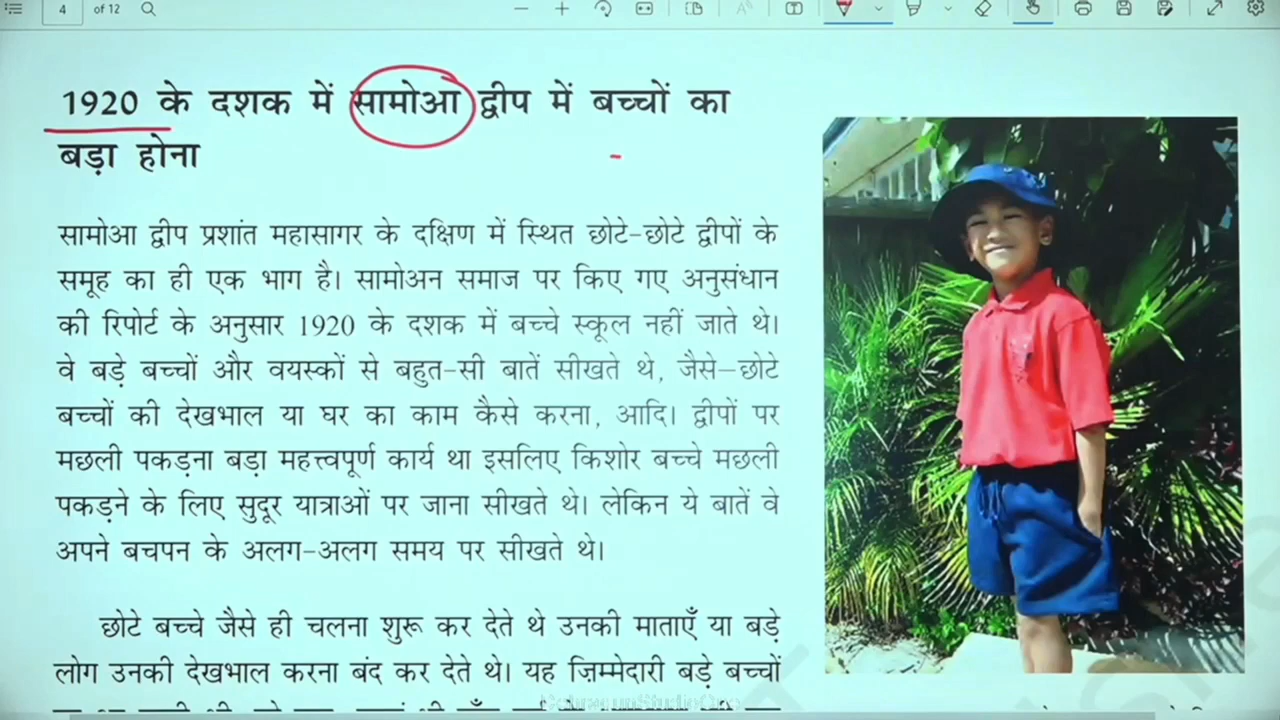 4 of 12
1920 के दशक में सामोआ द्वीप में बच्चों का
बड़ा होना
सामोआ द्वीप प्रशांत महासागर के दक्षिण में स्थित छोटे-छोटे द्वीपों के
समूह का ही एक भाग है। सामोअन समाज पर किए गए अनुसंधान
की रिपोर्ट के अनुसार 1920 के दशक में बच्चे स्कूल नहीं जाते थे।
वे बड़े बच्चों और वयस्कों से बहुत-सी बातें सीखते थे, जैसे–छोटे
बच्चों की देखभाल या घर का काम कैसे करना, आदि। द्वीपों पर
मछली पकड़ना बड़ा महत्त्वपूर्ण कार्य था इसलिए किशोर बच्चे मछली
पकड़ने के लिए सुदूर यात्राओं पर जाना सीखते थे। लेकिन ये बातें वे
अपने बचपन के अलग-अलग समय पर सीखते थे।
छोटे बच्चे जैसे ही चलना शुरू कर देते थे उनकी माताएँ या बड़े
लोग उनकी देखभाल करना बंद कर देते थे। यह ज़िम्मेदारी बड़े बच्चों